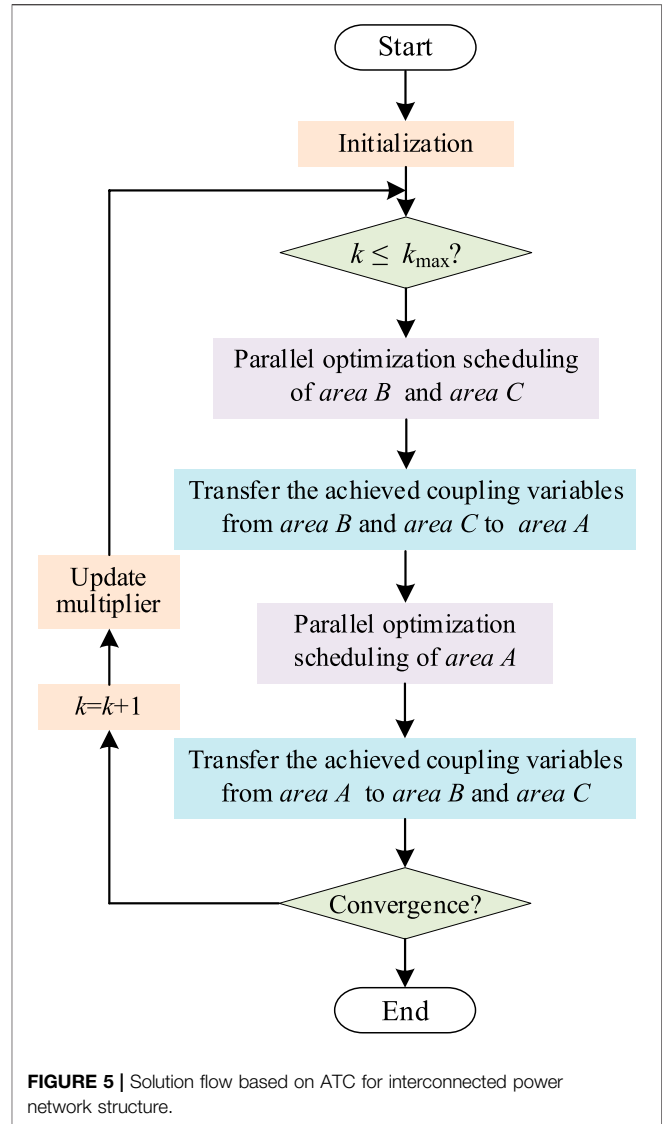 Start
Initialization
k ≤ kmax?
Parallel optimization scheduling
of area B and area C
Transfer the achieved coupling variables
from area B and area C to area A
Update
multiplier
Parallel optimization
scheduling of area A
k=k+1
Transfer the achieved coupling variables
from area A to area B and area C
Convergence?
End
FIGURE 5 | Solution flow based on ATC for interconnected power
network structure.